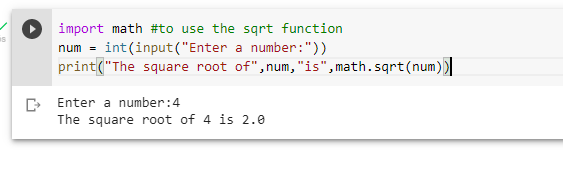 import math #to use the sqrt function
num = int(input("Enter a number:"))
print("The square root of",num,"is",math.sqrt(num))
Enter a number:4
The square root of 4 is 2.0